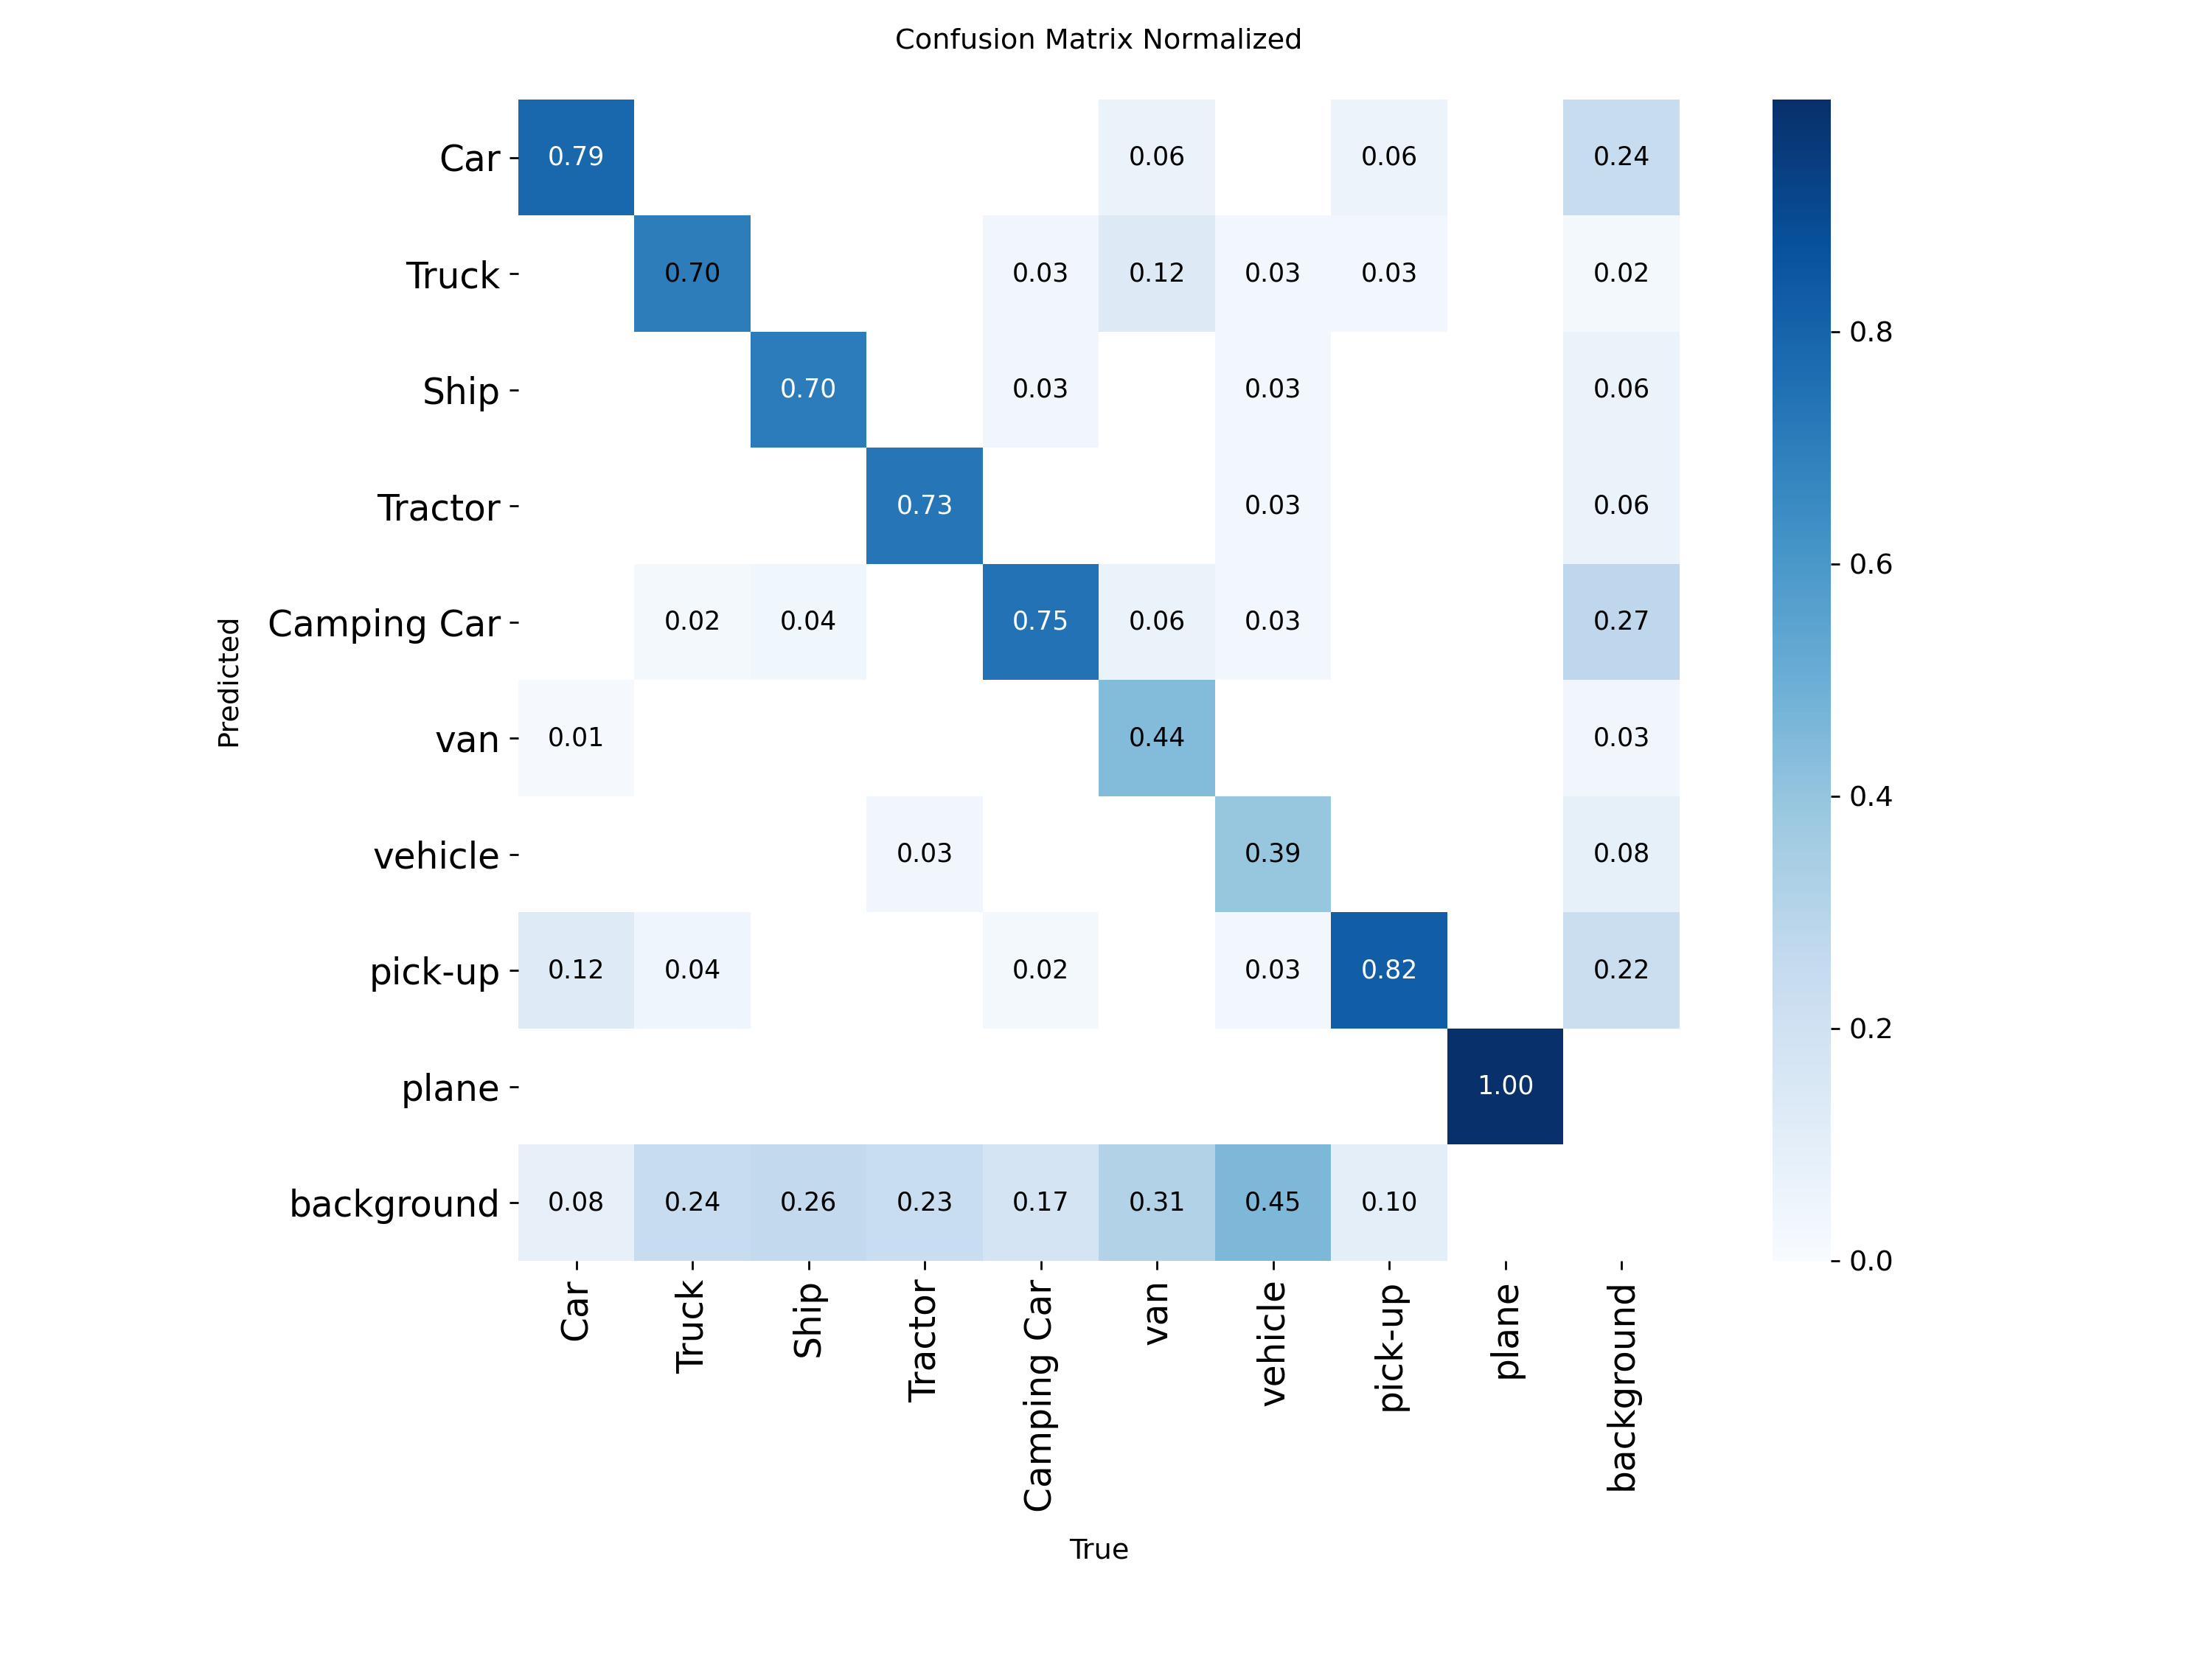 Confusion Matrix Normalized
Car 0.79 0.06 0.06 0.24
Truck 0.70 0.03 0.12 0.03 0.03 0.02
Ship 0.70 0.03 0.03 0.06
Tractor 0.73 0.03 0.06
Camping Car 0.02 0.04 0.75 0.06 0.03 0.27
van 0.01 0.44 0.03
vehicle 0.03 0.39 0.08
pick-up 0.12 0.04 0.02 0.03 0.82 0.22
plane 1.00
background 0.08 0.24 0.26 0.23 0.17 0.31 0.45 0.10
Predicted
Car Truck Ship Tractor Camping Car van vehicle pick-up plane background
True
0.8
0.6
0.4
0.2
0.0